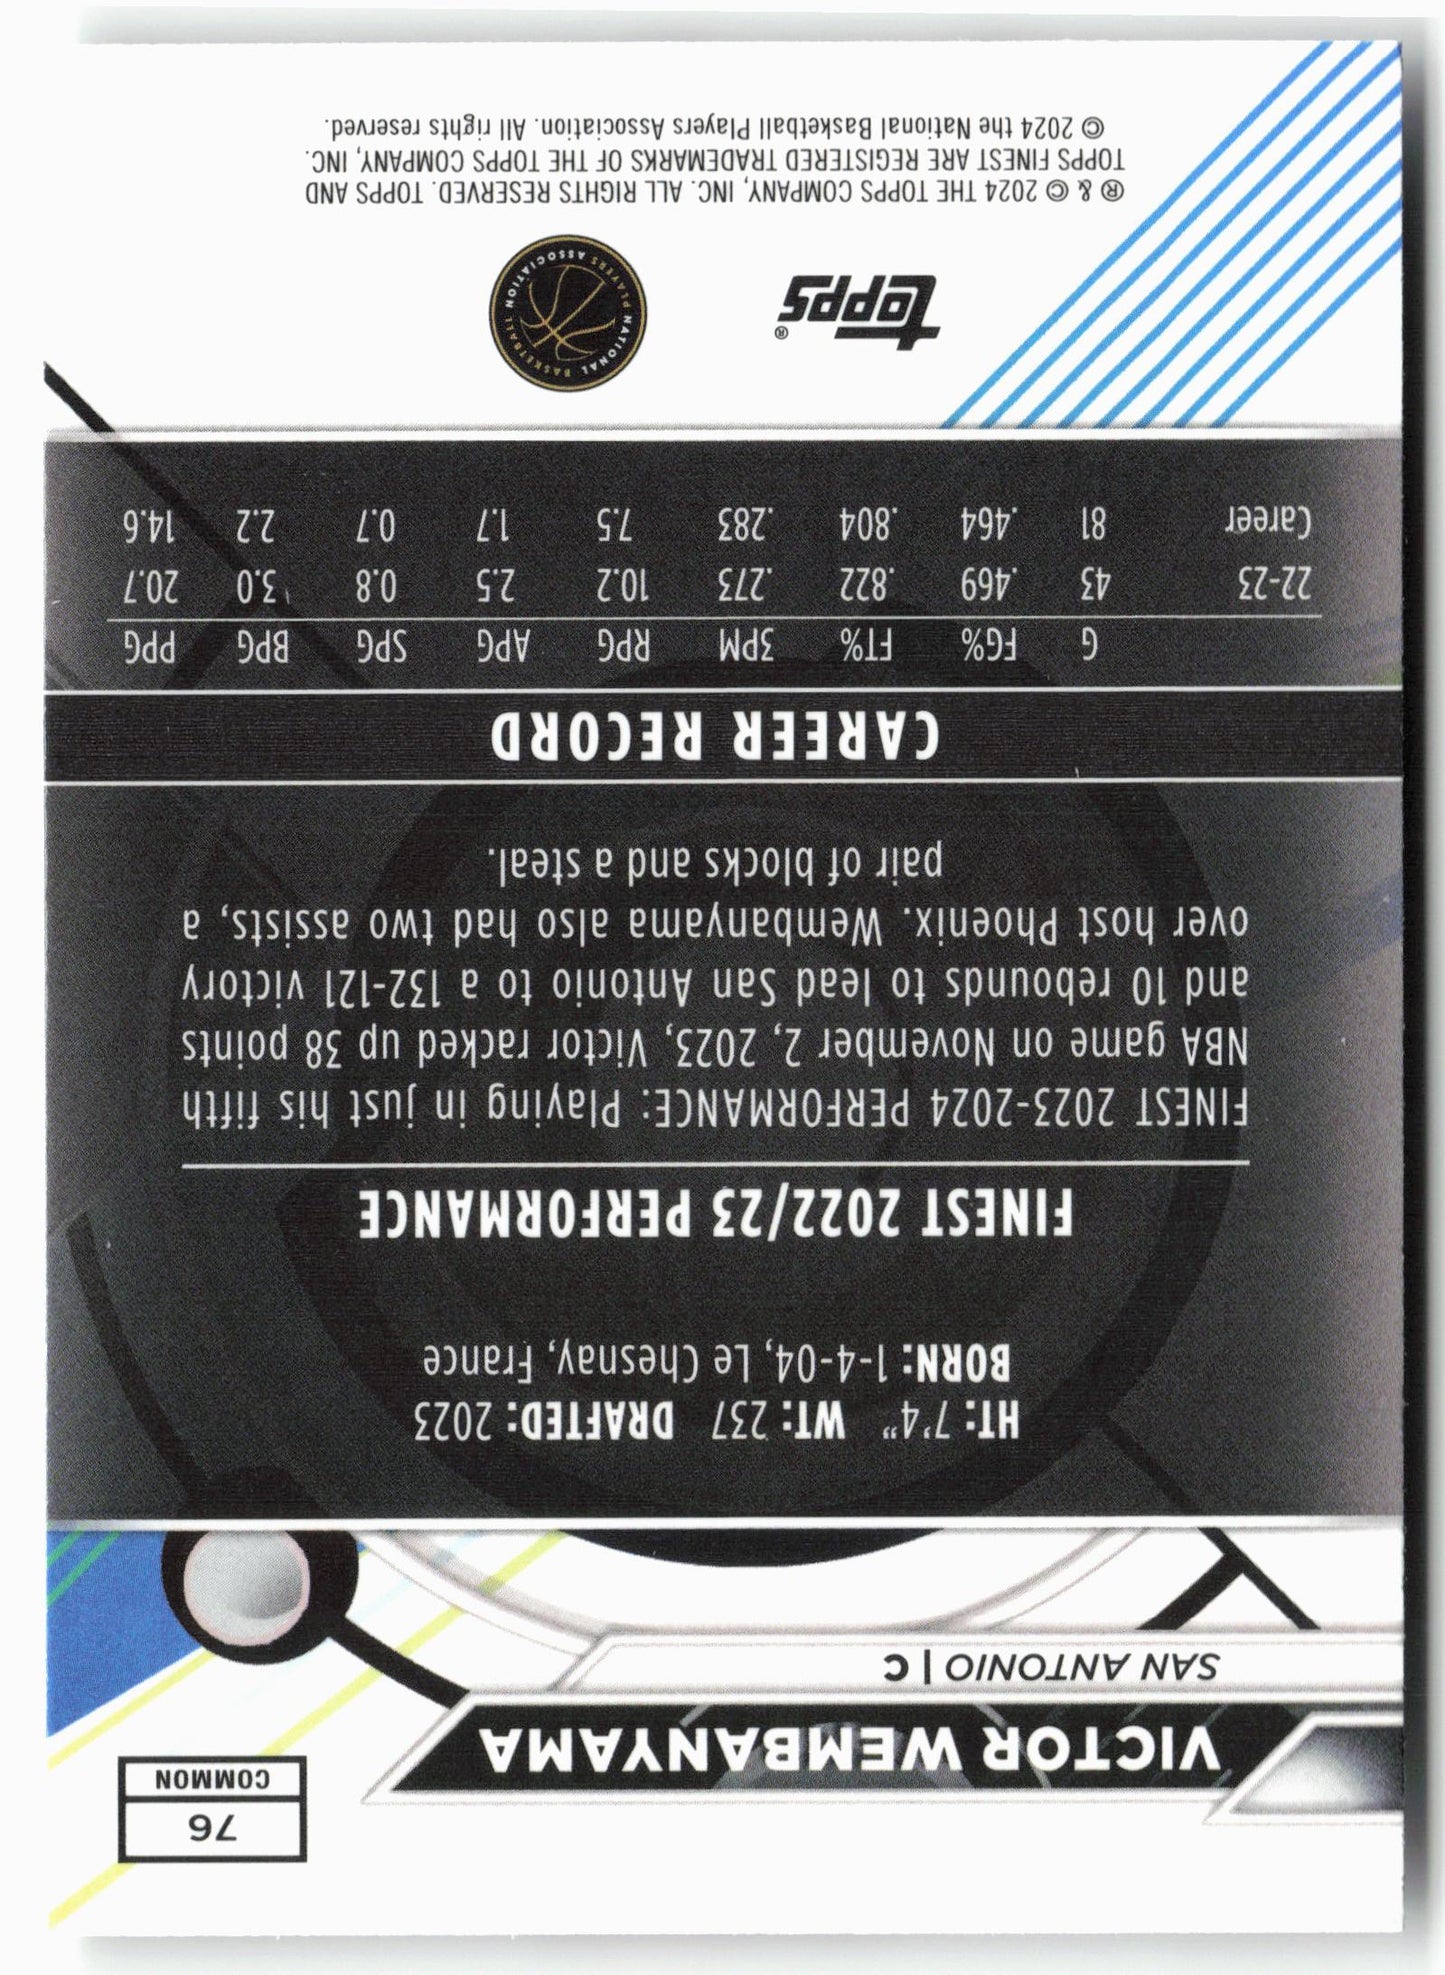 76
COMMON
VICTOR WEMBANYAMA
SAN ANTONIO | C
HT: 7'4" WT: 237 DRAFTED: 2023
BORN: 1-4-04, Le Chesnay, France
FINEST 2022/23 PERFORMANCE
FINEST 2023-2024 PERFORMANCE: Playing in just his fifth
NBA game on November 2, 2023, Victor racked up 38 points
and 10 rebounds to lead San Antonio to a 132-121 victory
over host Phoenix. Wembanyama also had two assists, a
pair of blocks and a steal.
CAREER RECORD
G FG% FT% 3PM RPG APG SPG BPG PPG
22-23 43 .469 .822 .273 10.2 2.5 0.8 3.0 20.7
Career 81 .464 .804 .283 7.5 1.7 0.7 2.2 14.6
topps®
NATIONAL BASKETBALL PLAYERS ASSOCIATION
® & © 2024 THE TOPPS COMPANY, INC. ALL RIGHTS RESERVED. TOPPS AND
TOPPS FINEST ARE REGISTERED TRADEMARKS OF THE TOPPS COMPANY, INC.
© 2024 the National Basketball Players Association. All rights reserved.